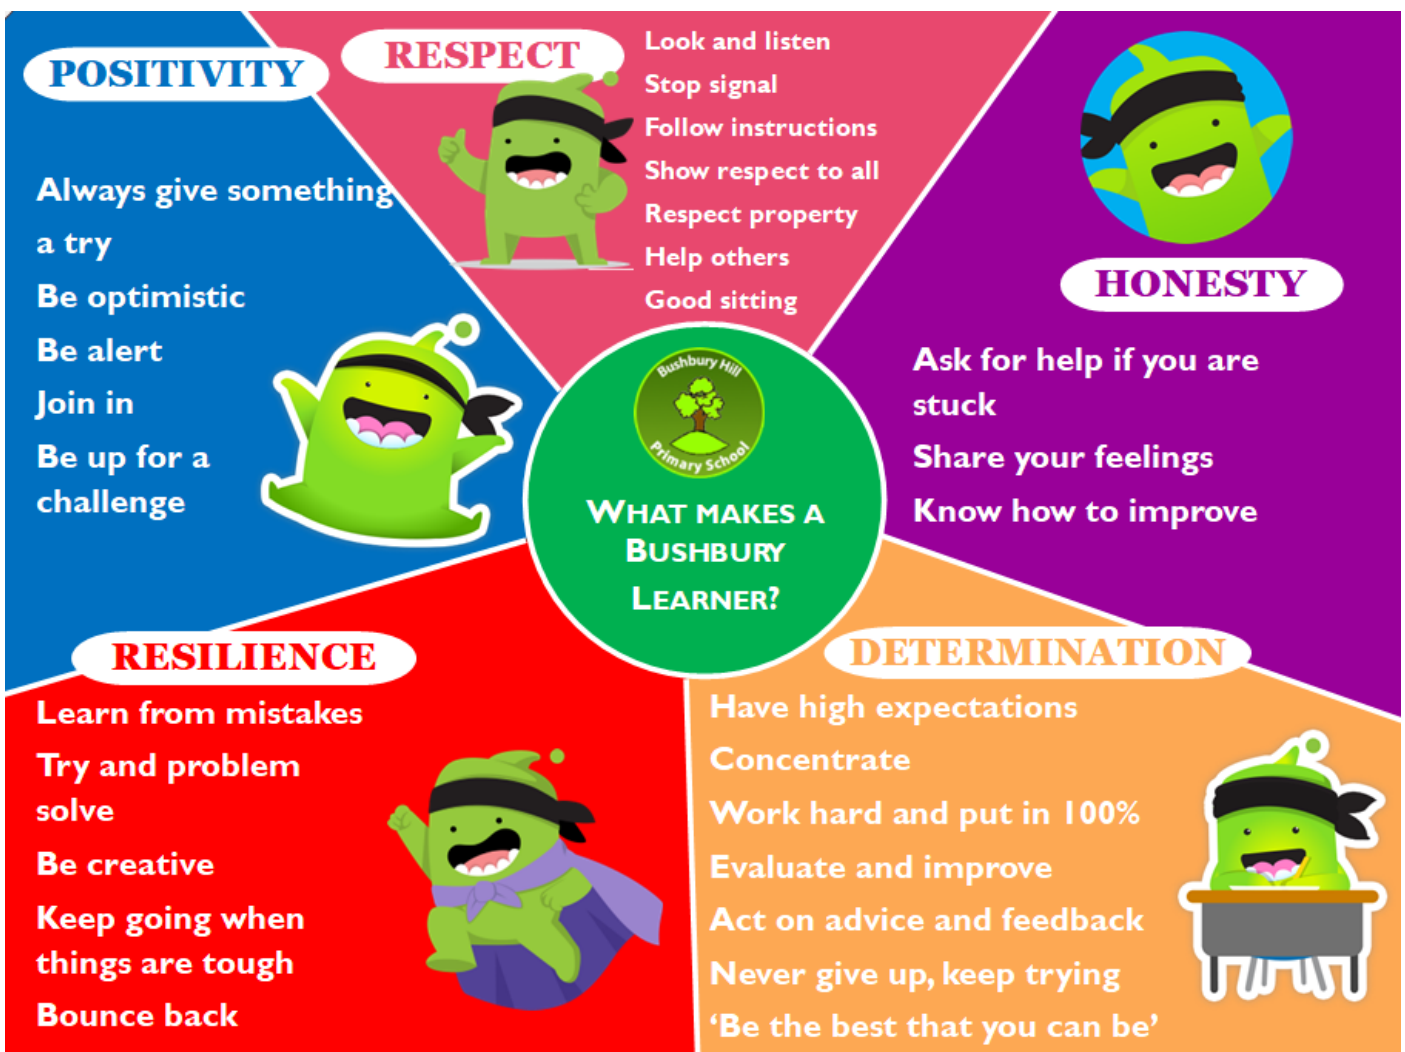 POSITIVITY
Always give something
a try
Be optimistic
Be alert
Join in
Be up for a
challenge
RESPECT
Look and listen
Stop signal
Follow instructions
Show respect to all
Respect property
Help others
Good sitting
HONESTY
Ask for help if you are
stuck
Share your feelings
Know how to improve
Bushbury Hill
Primary School
WHAT MAKES A
BUSHBURY
LEARNER?
RESILIENCE
Learn from mistakes
Try and problem
solve
Be creative
Keep going when
things are tough
Bounce back
DETERMINATION
Have high expectations
Concentrate
Work hard and put in 100%
Evaluate and improve
Act on advice and feedback
Never give up, keep trying
‘Be the best that you can be’